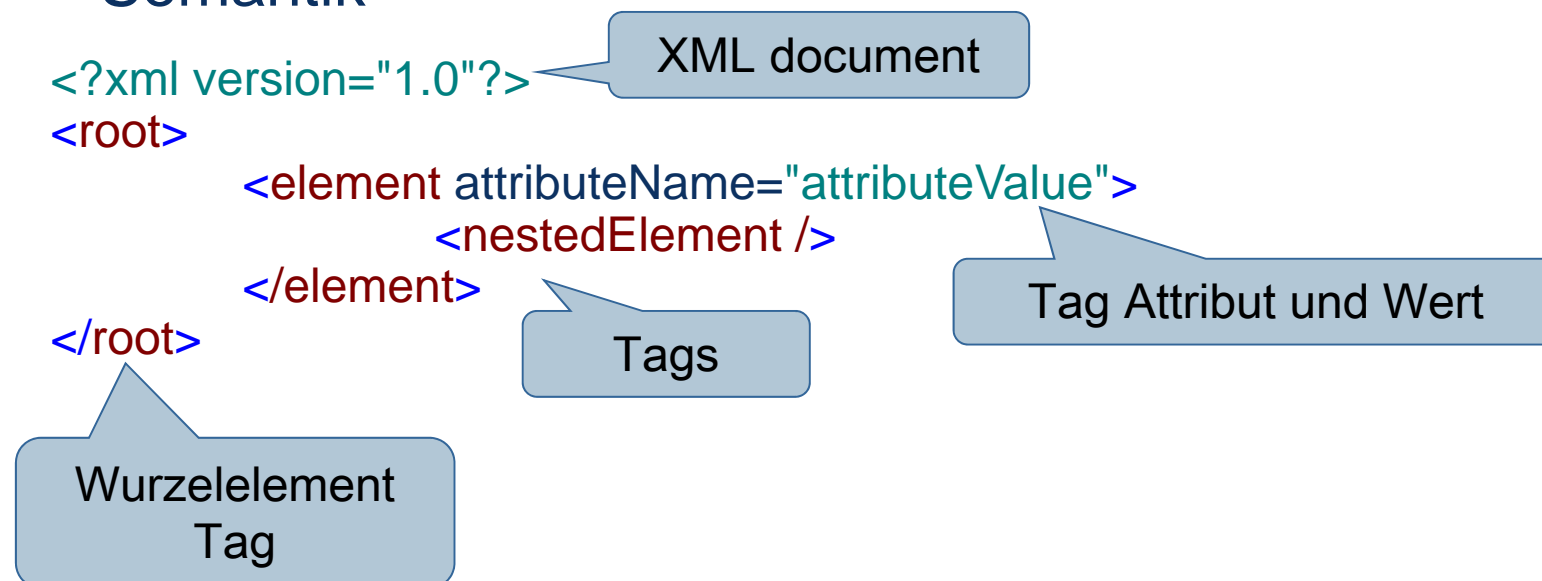 Semantik
XML document
<?xml version="1.0"?>
<root>
<element attributeName="attributeValue">
<nestedElement />
</element>
Tag Attribut und Wert
</root>
Tags
Wurzelelement
Tag